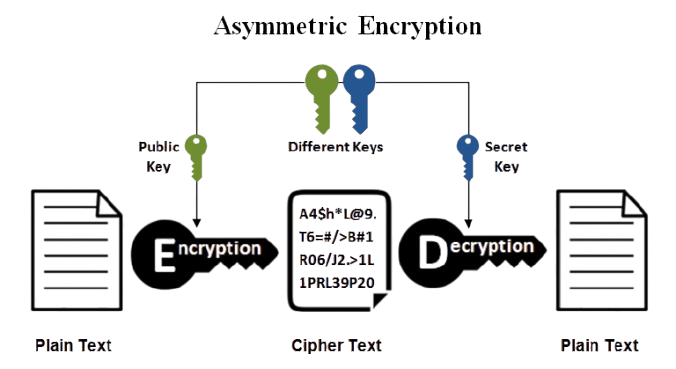 Asymmetric Encryption
Public
Key
Different Keys
Secret
Key
Encryption
A4$h*L@9.
T6=#/>B#1
R06/J2.>1L
1PRL39P20
Decryption
Plain Text
Cipher Text
Plain Text